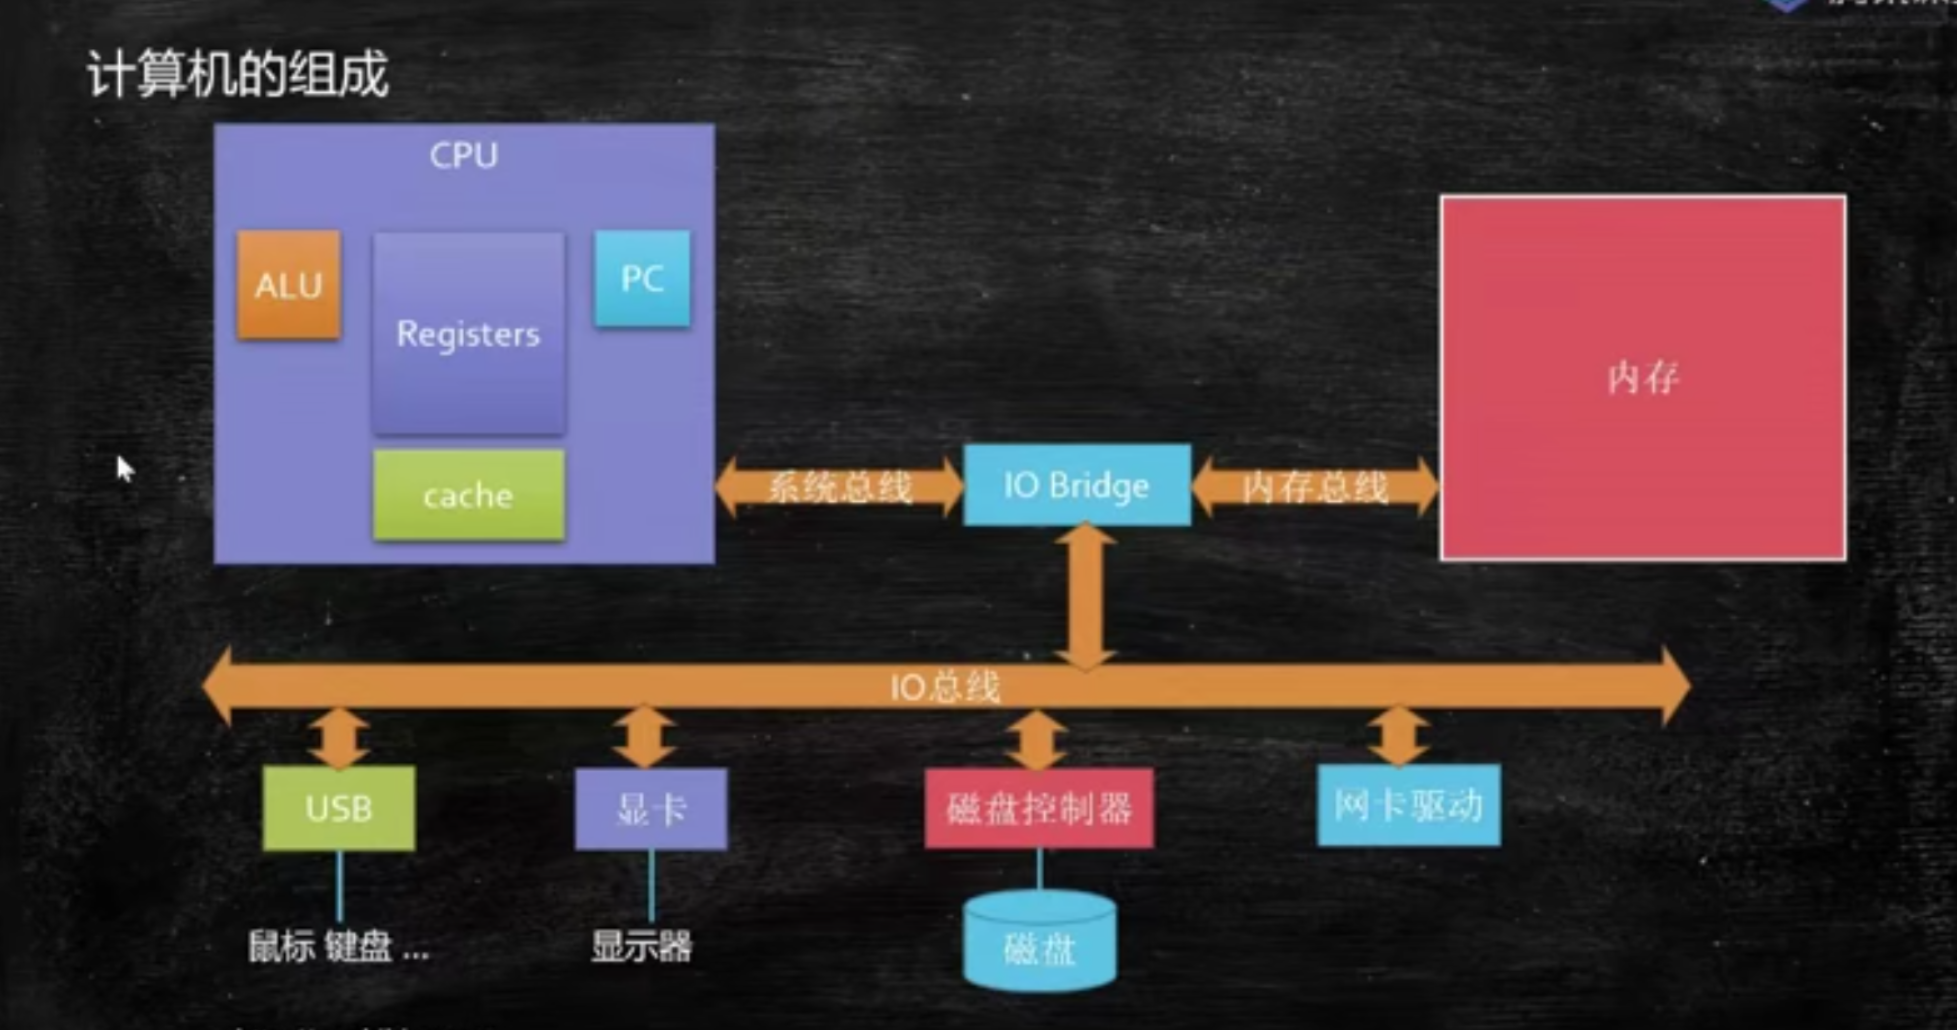 计算机的组成
CPU
ALU
Registers
PC
cache
系统总线
IO Bridge
内存总线
内存
IO总线
USB
显卡
磁盘控制器
网卡驱动
鼠标 键盘 ...
显示器
磁盘